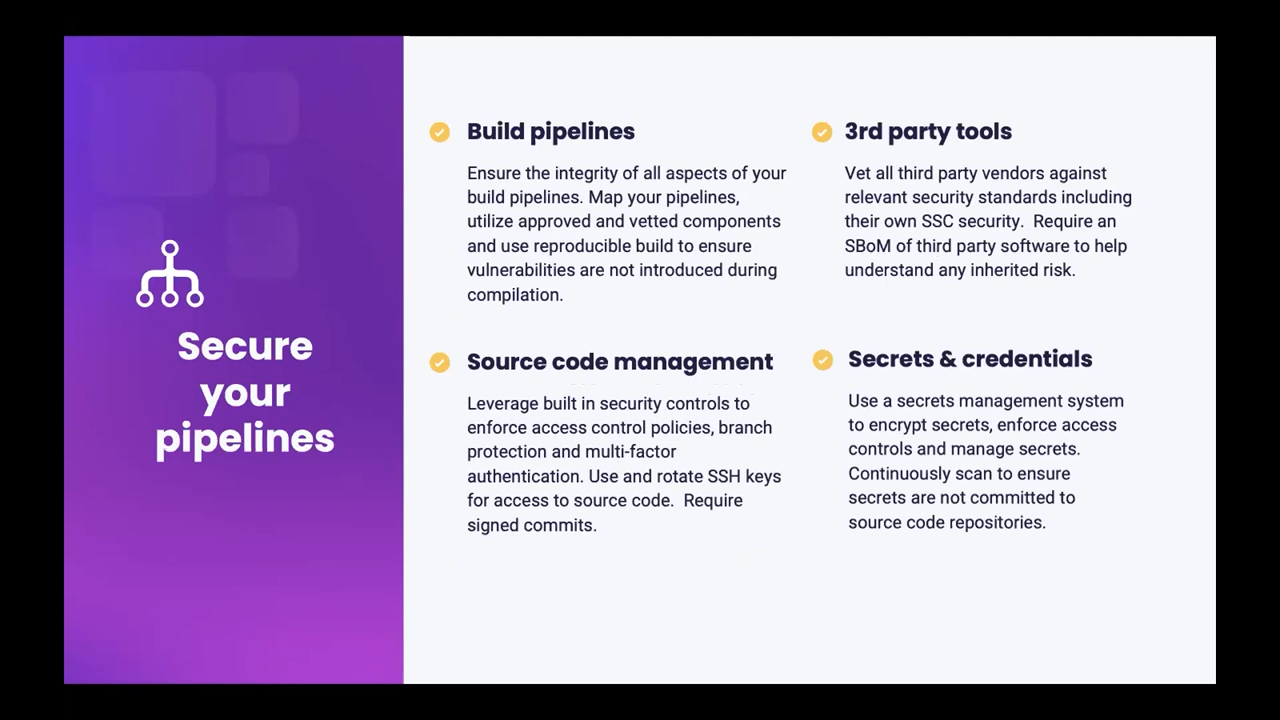 Secure
your
pipelines
Build pipelines
Ensure the integrity of all aspects of your
build pipelines. Map your pipelines,
utilize approved and vetted components
and use reproducible build to ensure
vulnerabilities are not introduced during
compilation.
3rd party tools
Vet all third party vendors against
relevant security standards including
their own SSC security.  Require an
SBoM of third party software to help
understand any inherited risk.
Source code management
Leverage built in security controls to
enforce access control policies, branch
protection and multi-factor
authentication. Use and rotate SSH keys
for access to source code.  Require
signed commits.
Secrets & credentials
Use a secrets management system
to encrypt secrets, enforce access
controls and manage secrets.
Continuously scan to ensure
secrets are not committed to
source code repositories.